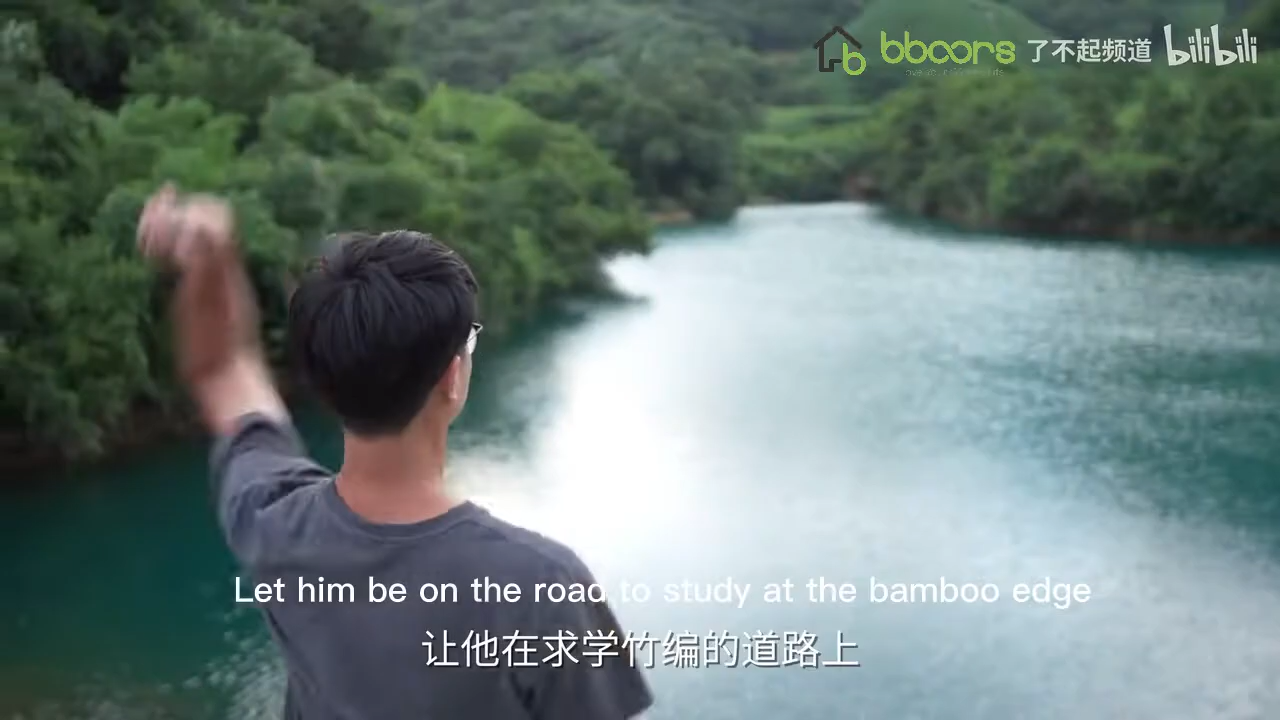 bbcors 了不起频道 bilibili
Let him be on the road to study at the bamboo edge
让他在求学竹编的道路上